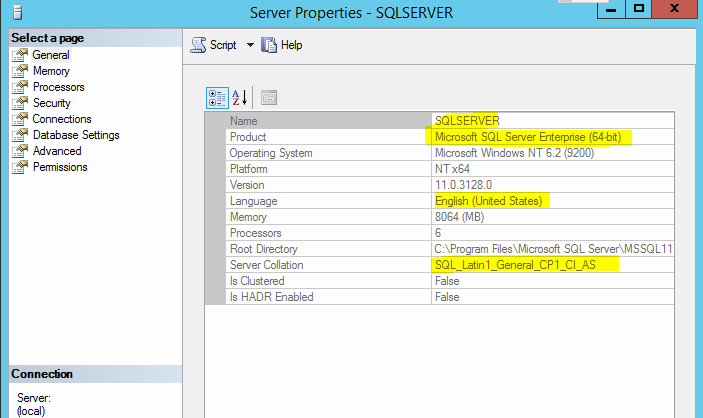 Server Properties - SQLSERVER
Select a page
General
Memory
Processors
Security
Connections
Database Settings
Advanced
Permissions
Script Help
Name SQLSERVER
Product Microsoft SQL Server Enterprise (64-bit)
Operating System Microsoft Windows NT 6.2 (9200)
Platform NT x64
Version 11.0.3128.0
Language English (United States)
Memory 8064 (MB)
Processors 6
Root Directory C:\Program Files\Microsoft SQL Server\MSSQL11
Server Collation SQL_Latin1_General_CP1_CI_AS
Is Clustered False
Is HADR Enabled False
Connection
Server:
(local)